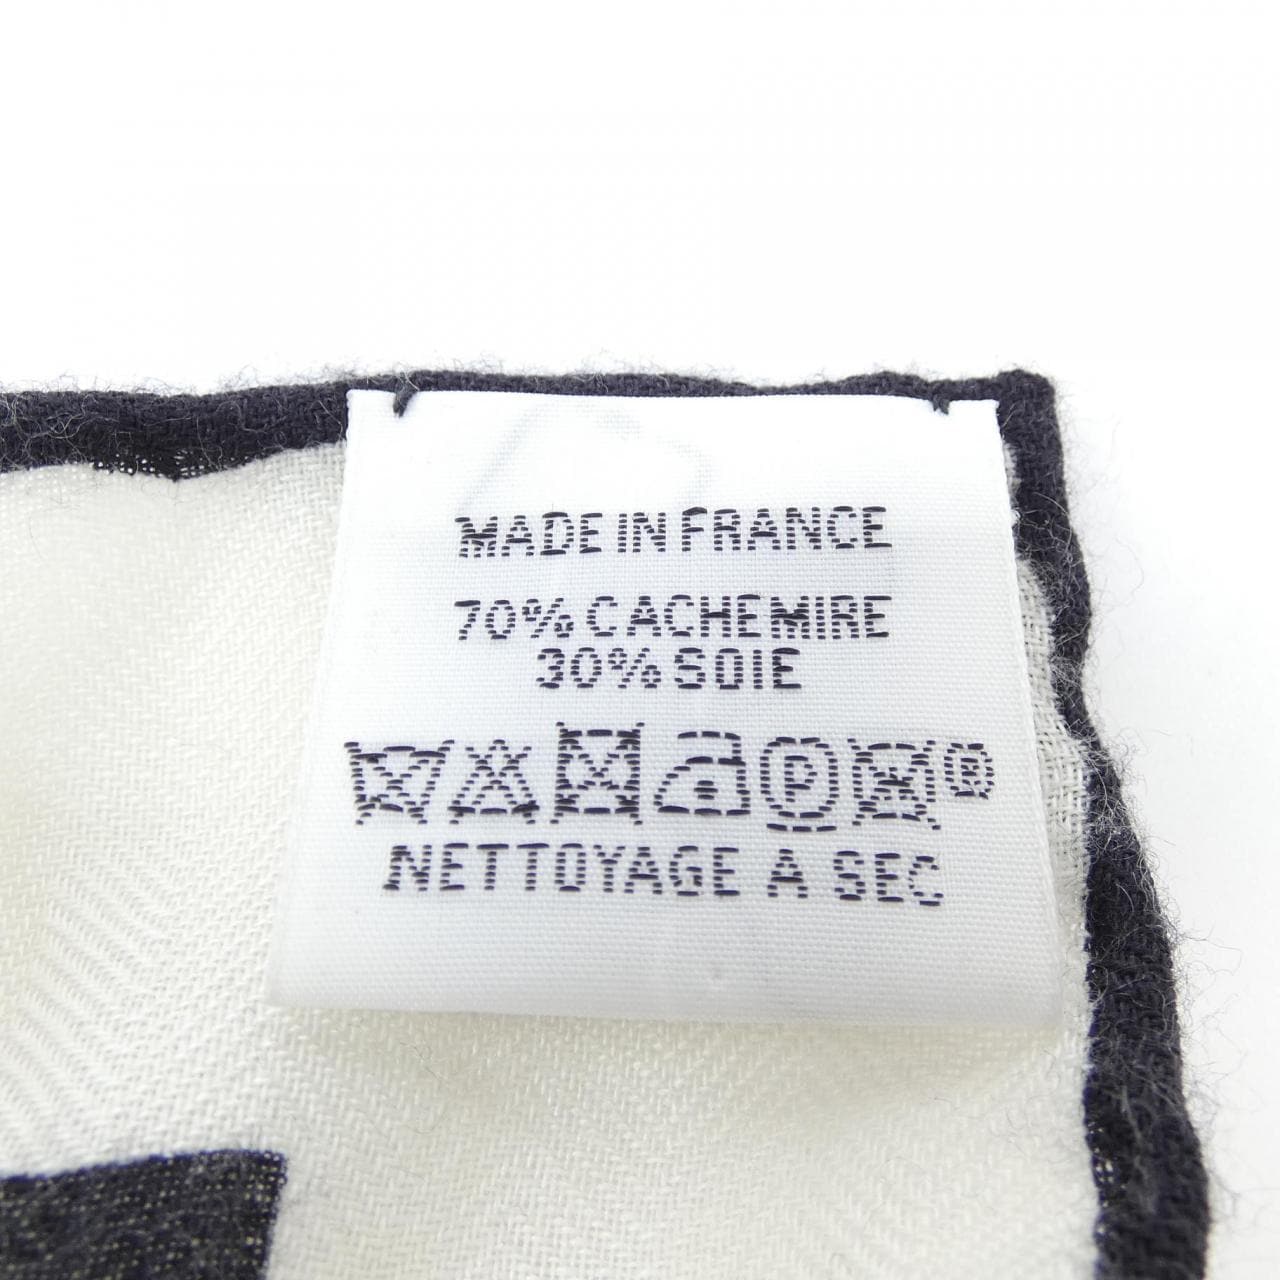 MADE IN FRANCE
70% CACHEMIRE
30% SOIE
P ®
NETTOYAGE A SEC